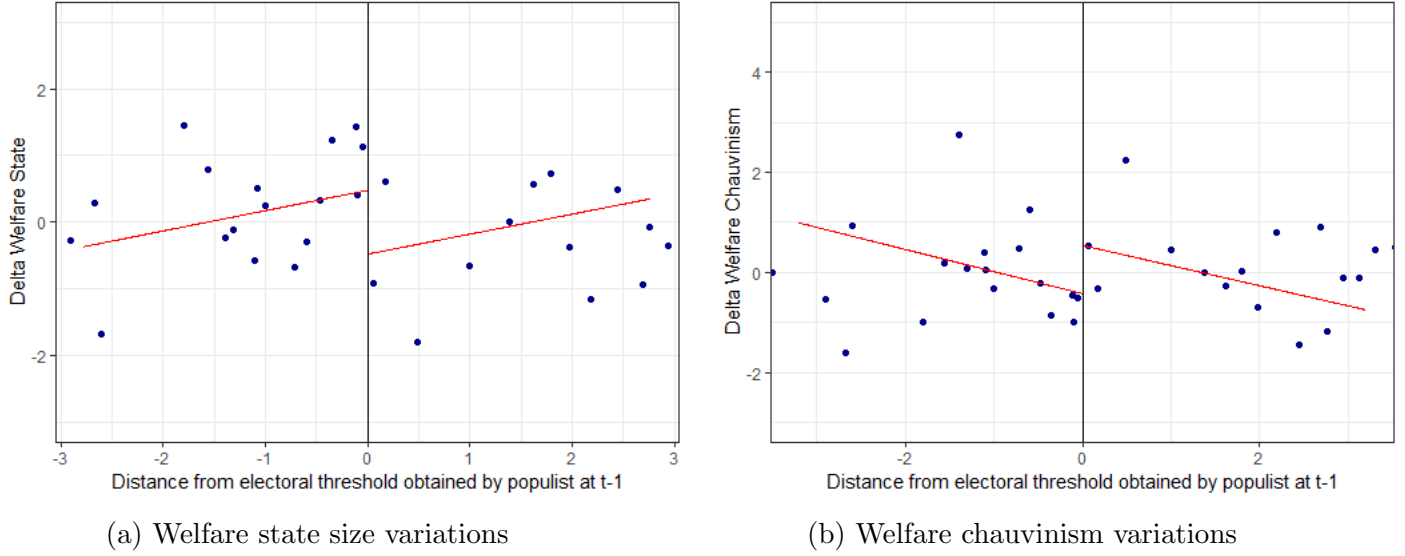 Delta Welfare State
2
0
-2
-3
-2
-1
0
1
2
3
Distance from electoral threshold obtained by populist at t-1
(a) Welfare state size variations
Delta Welfare Chauvinism
4
2
0
-2
-2
0
2
Distance from electoral threshold obtained by populist at t-1
(b) Welfare chauvinism variations